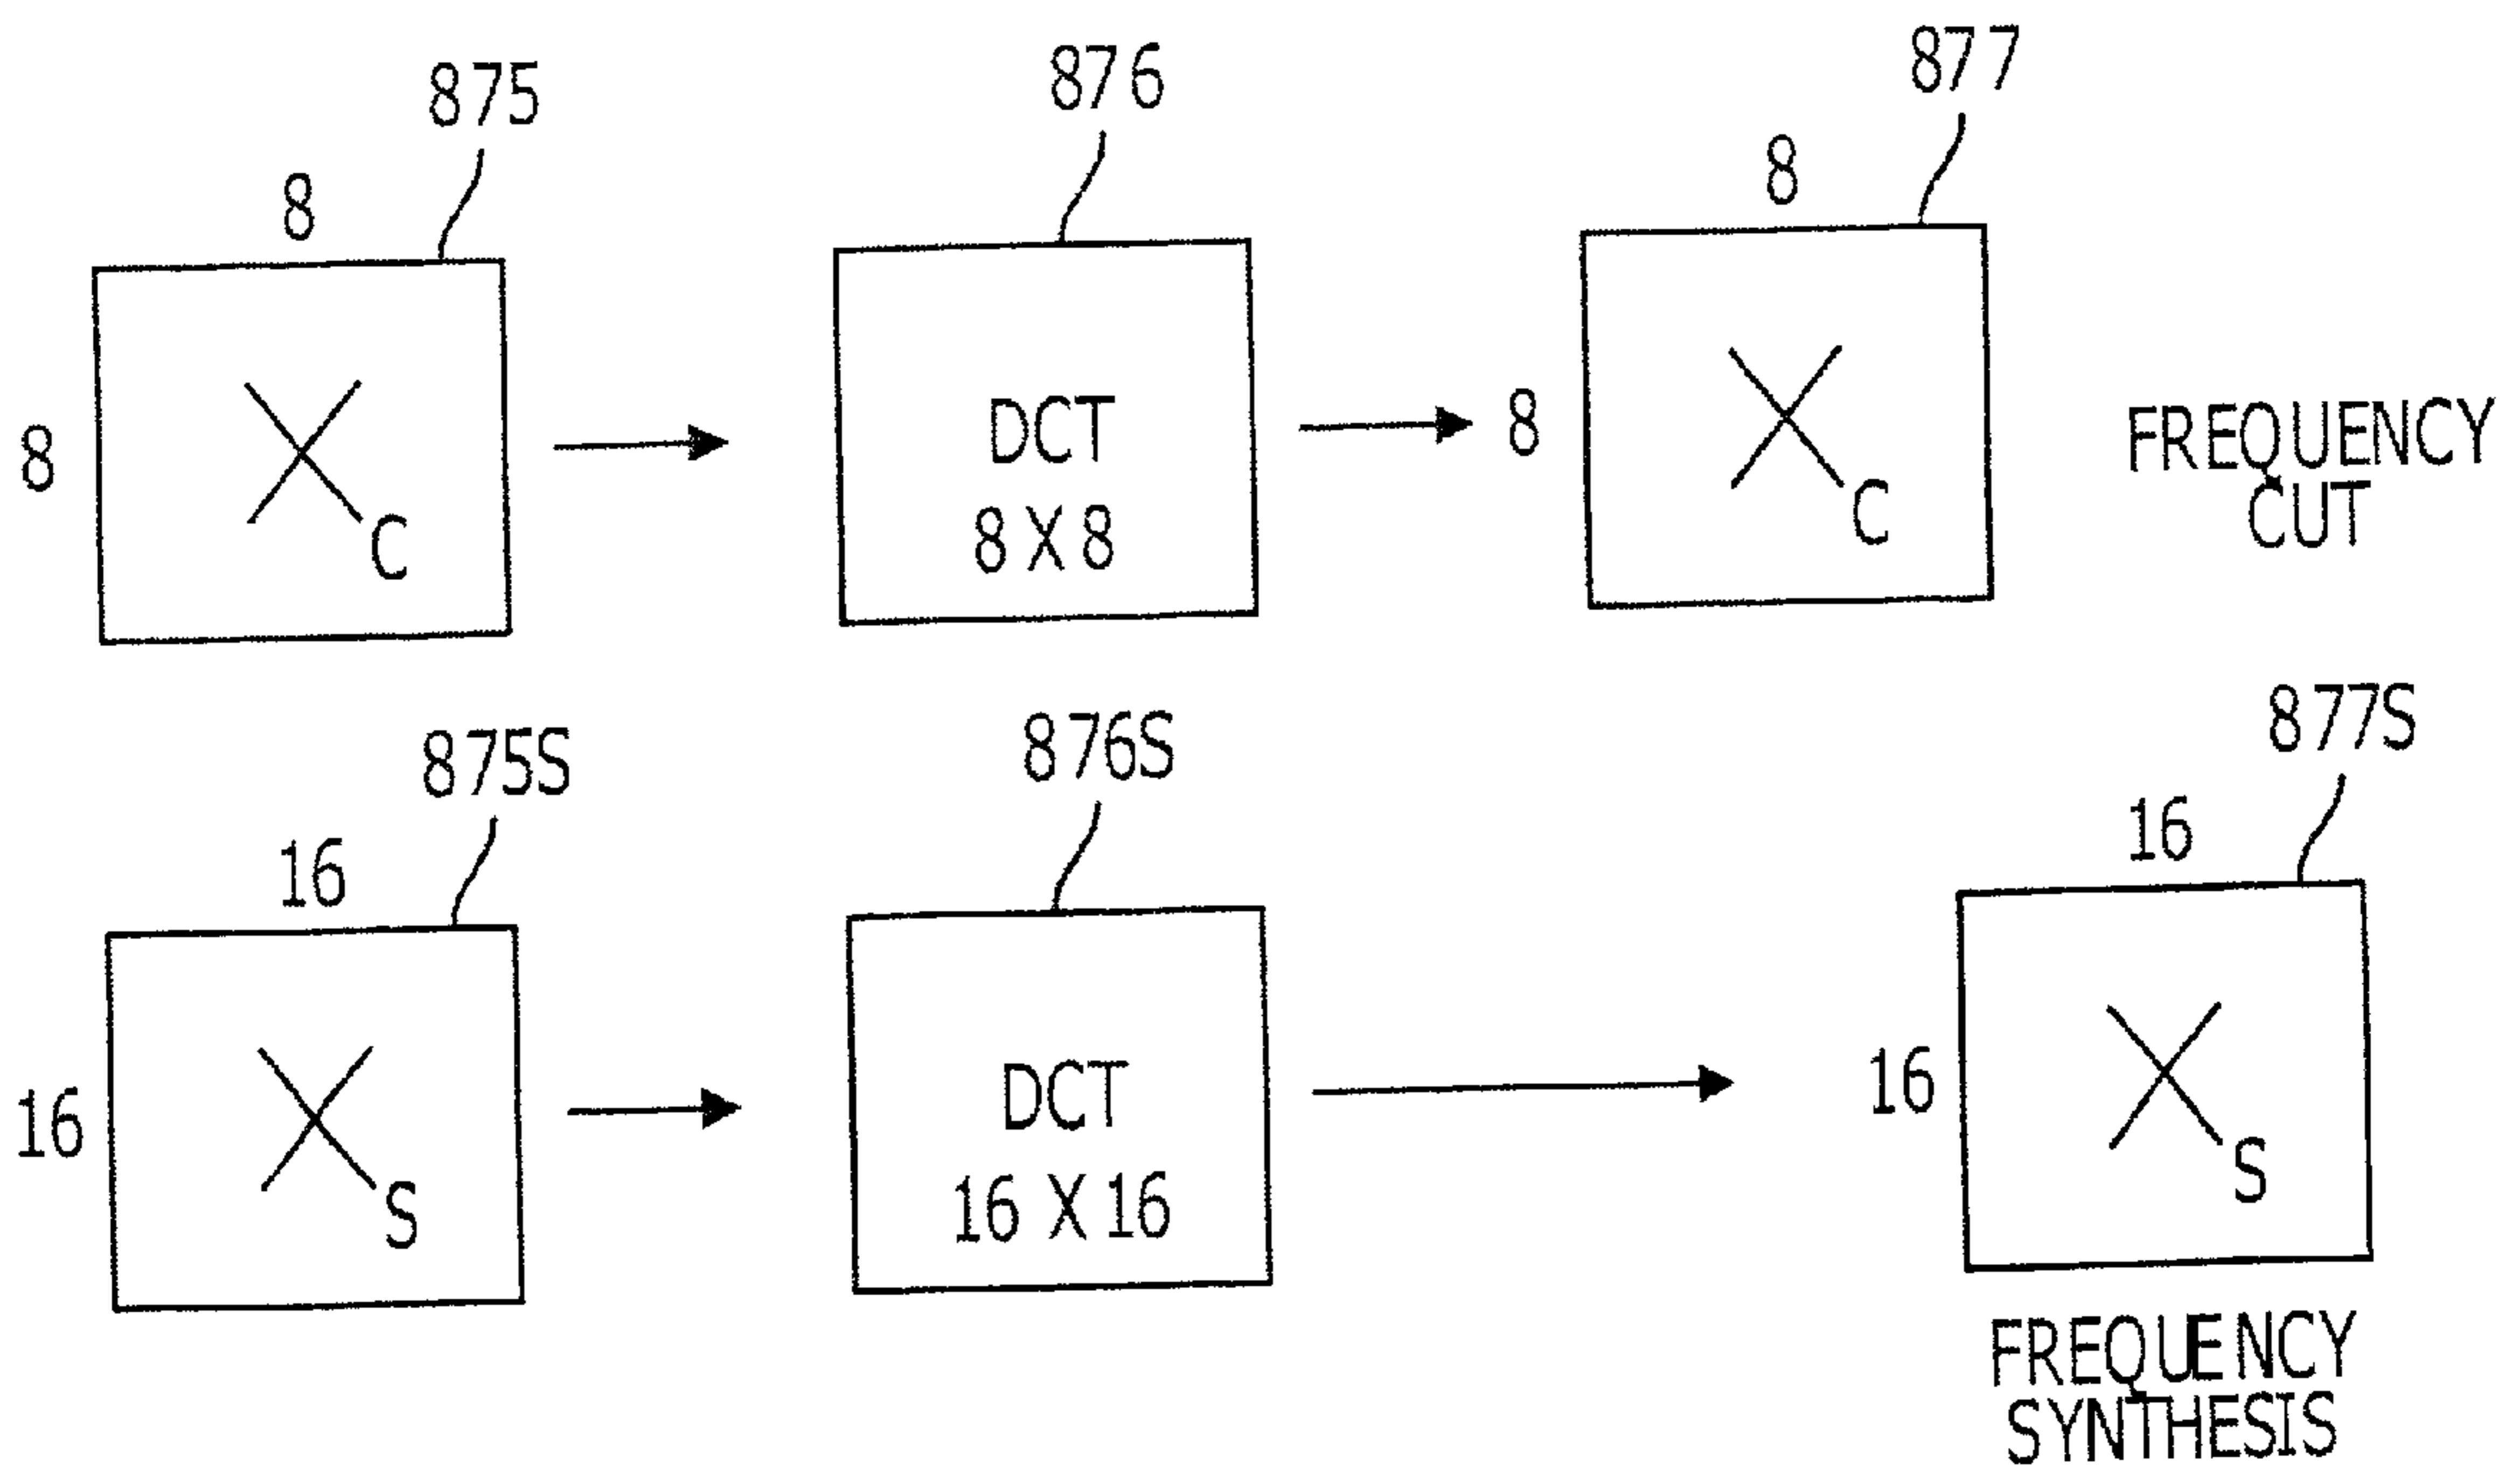 875
876
877
8
8
8
X C
DCT
8 X 8
8
X C
FREQUENCY
CUT
875S
876S
877S
16
16
16
X S
DCT
16 X 16
16
X S
FREQUENCY
SYNTHESIS